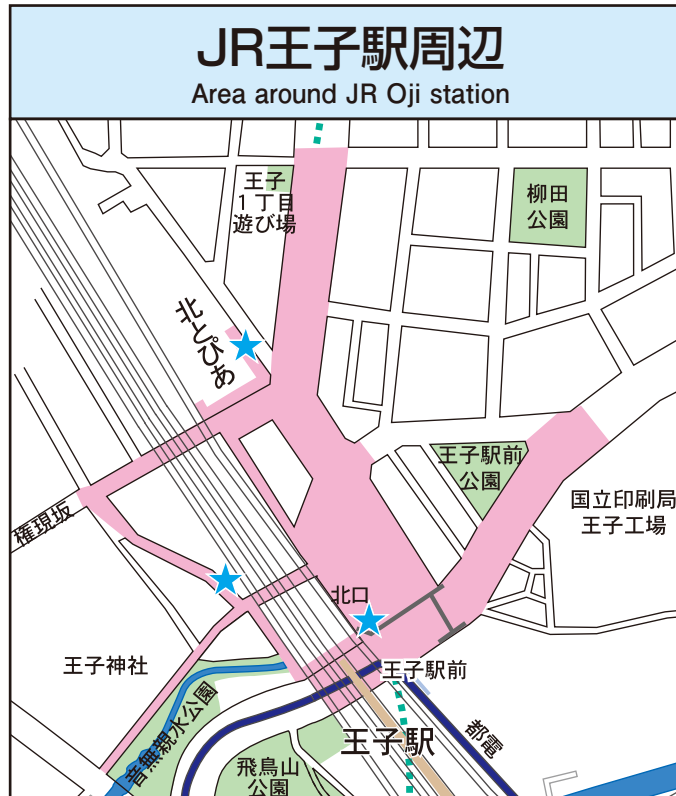 JR王子駅周辺
Area around JR Oji station
王子
1丁目
遊び場
柳田
公園
北とぴあ
王子駅前
公園
国立印刷局
王子工場
権現坂
北口
王子神社
王子駅前
音無親水公園
都電
王子駅
飛鳥山
公園